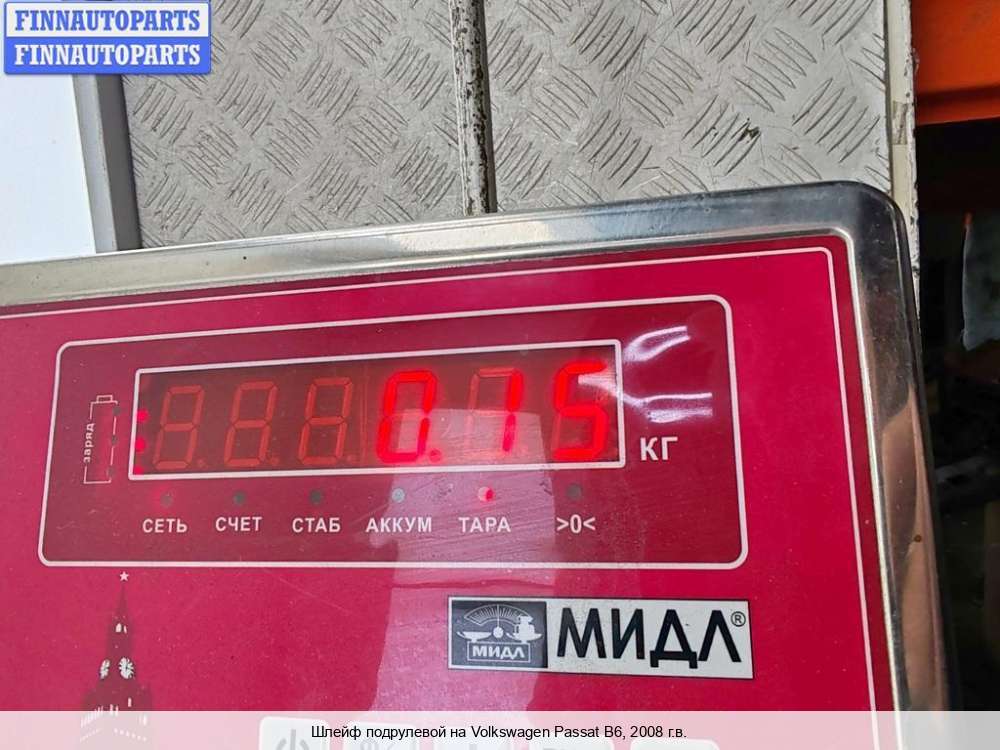 FINNAUTOPARTS
FINNAUTOPARTS
заряд
0.15
КГ
СЕТЬ СЧЕТ СТАБ АККУМ ТАРА >0<
МИДЛ МИДЛ®
Шлейф подрулевой на Volkswagen Passat B6, 2008 г.в.